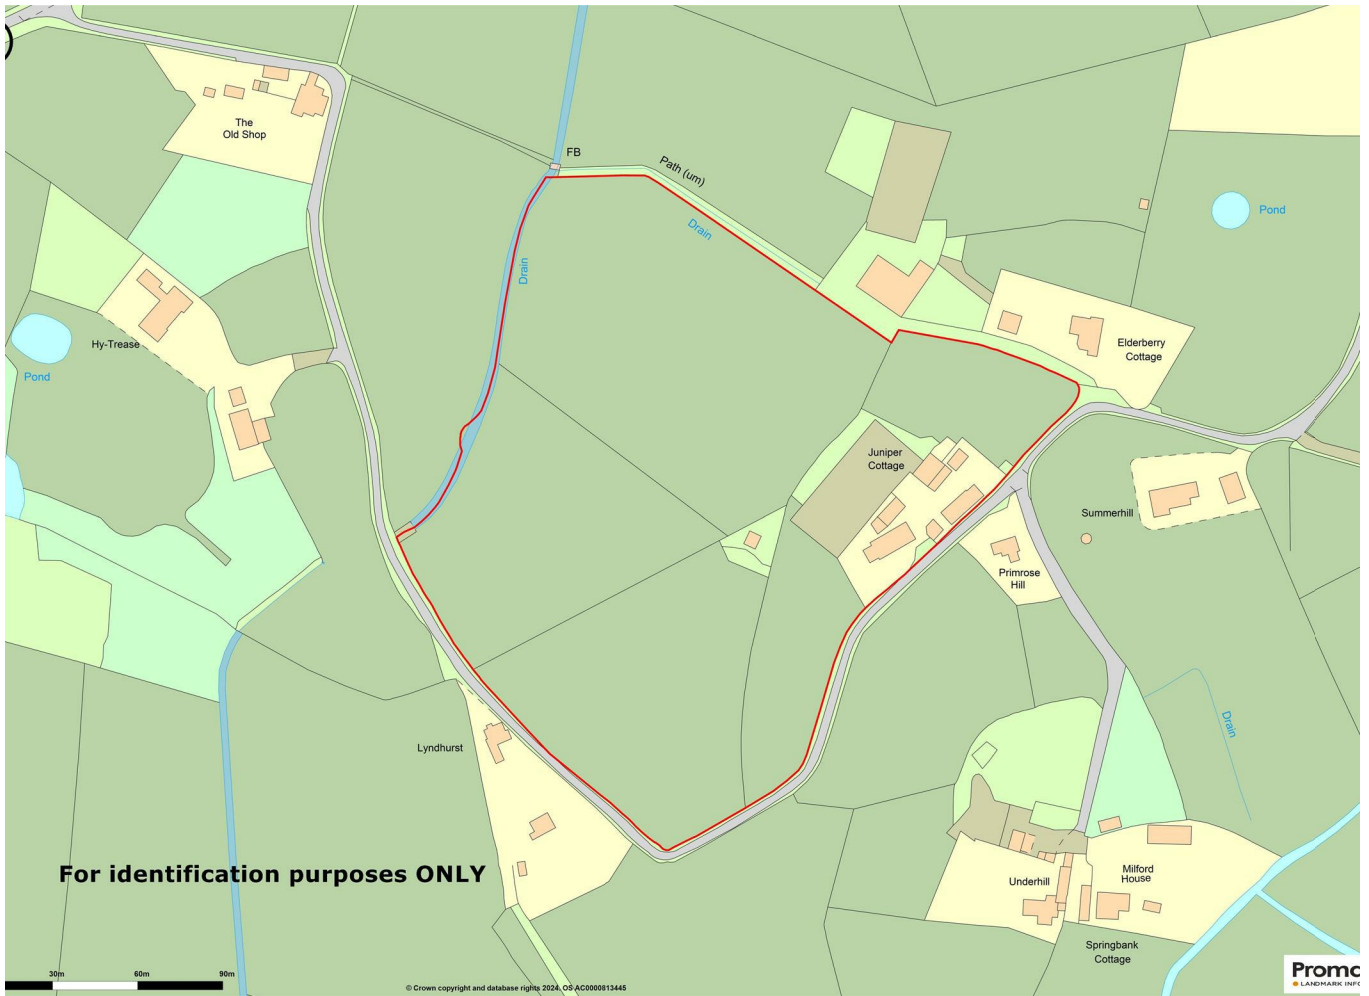 The
Old Shop
FB
Path (um)
Drain
Drain
Pond
Hy-Trease
Pond
Elderberry
Cottage
Juniper
Cottage
Summerhill
Primrose
Hill
Lyndhurst
Drain
For identification purposes ONLY
Underhill
Milford
House
Springbank
Cottage
30m 60m 90m
© Crown copyright and database rights 2024. OS AC0000813445
Promo
LANDMARK INFO